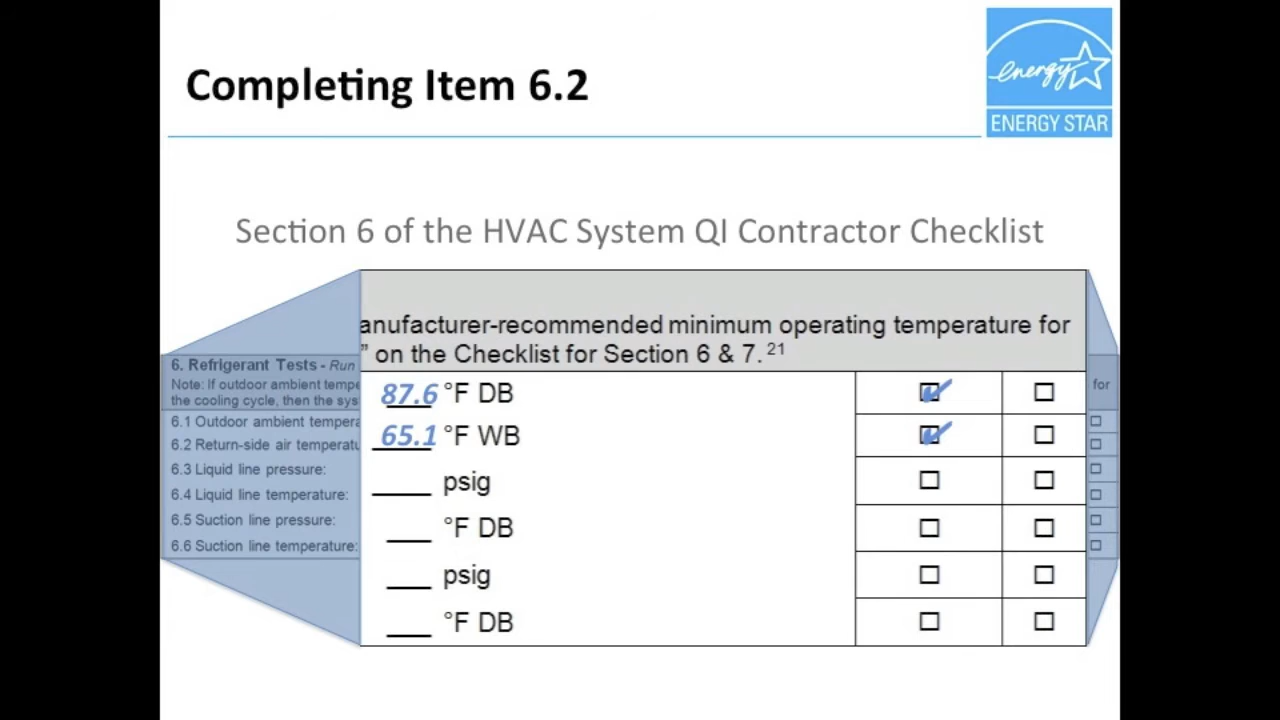 Completing Item 6.2
energy
ENERGY STAR
Section 6 of the HVAC System QI Contractor Checklist
anufacturer-recommended minimum operating temperature for
” on the Checklist for Section 6 & 7. 21
6. Refrigerant Tests - Run
Note: If outdoor ambient tempe
the cooling cycle, then the sys
for
6.1 Outdoor ambient tempera
87.6 °F DB
6.2 Return-side air temperatu
65.1 °F WB
6.3 Liquid line pressure:
___ psig
6.4 Liquid line temperature:
___ °F DB
6.5 Suction line pressure:
___ psig
6.6 Suction line temperature:
___ °F DB